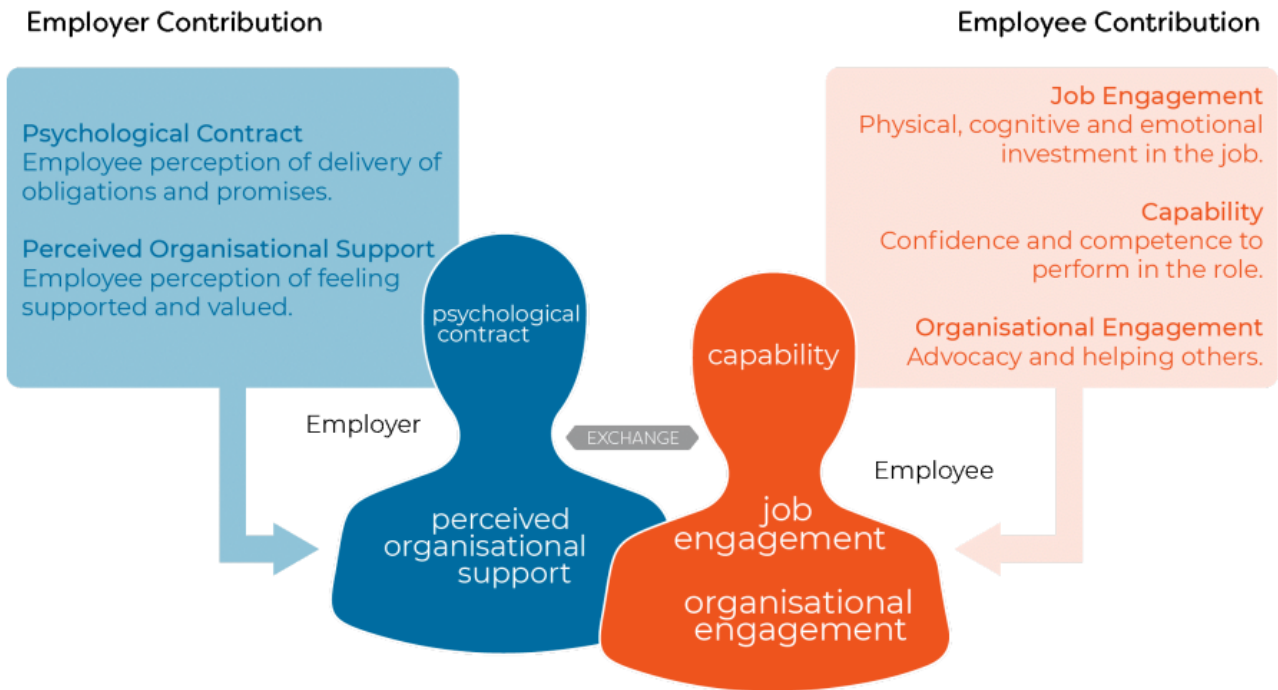 Employer Contribution
Employee Contribution
Psychological Contract
Employee perception of delivery of
obligations and promises.
Perceived Organisational Support
Employee perception of feeling
supported and valued.
Job Engagement
Physical, cognitive and emotional
investment in the job.
Capability
Confidence and competence to
perform in the role.
Organisational Engagement
Advocacy and helping others.
psychological
contract
capability
Employer
EXCHANGE
Employee
perceived
organisational
support
job
engagement
organisational
engagement